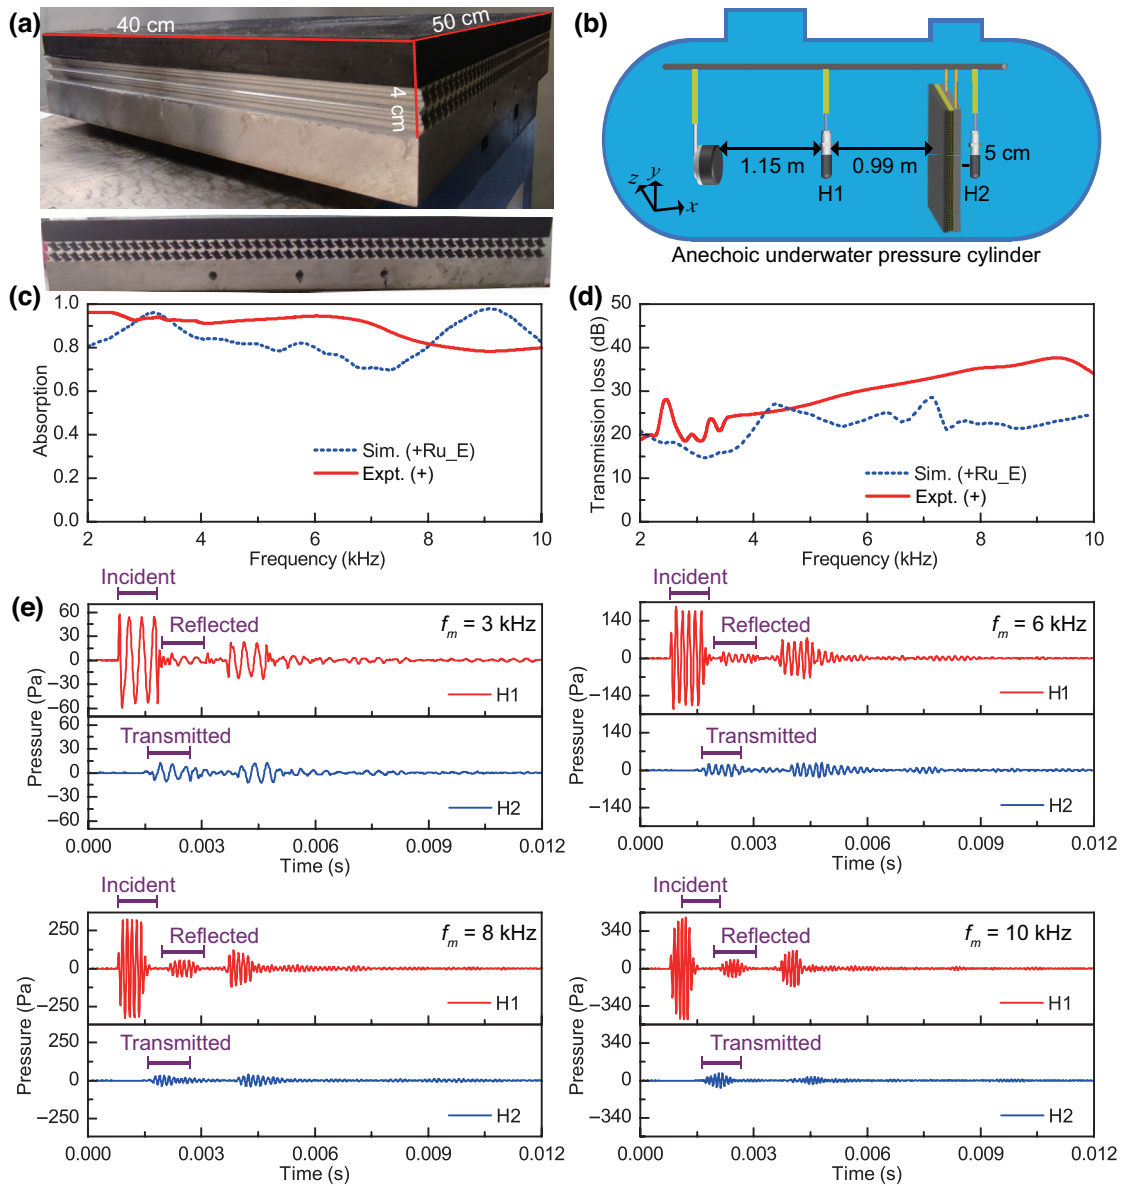 (a)
40 cm
50 cm
4 cm
(b)
1.15 m
0.99 m
5 cm
H1
H2
z y
x
Anechoic underwater pressure cylinder
(c)
1.0
0.8
0.6
0.4
0.2
0.0
Absorption
Sim. (+Ru_E)
Expt. (+)
2 4 6 8 10
Frequency (kHz)
(d)
50
40
30
20
10
0
Transmission loss (dB)
Sim. (+Ru_E)
Expt. (+)
2 4 6 8 10
Frequency (kHz)
(e)
Incident
Reflected
fm = 3 kHz
60
30
0
−30
−60
H1
60
30
0
−30
−60
Pressure (Pa)
Transmitted
H2
0.000 0.003 0.006 0.009 0.012
Time (s)
Incident
Reflected
fm = 6 kHz
140
0
−140
H1
140
0
−140
Pressure (Pa)
Transmitted
H2
0.000 0.003 0.006 0.009 0.012
Time (s)
Incident
Reflected
fm = 8 kHz
250
0
−250
Pressure (Pa)
H1
250
0
−250
Pressure (Pa)
Transmitted
H2
0.000 0.003 0.006 0.009 0.012
Time (s)
Incident
Reflected
fm = 10 kHz
340
0
−340
Pressure (Pa)
H1
340
0
−340
Pressure (Pa)
Transmitted
H2
0.000 0.003 0.006 0.009 0.012
Time (s)